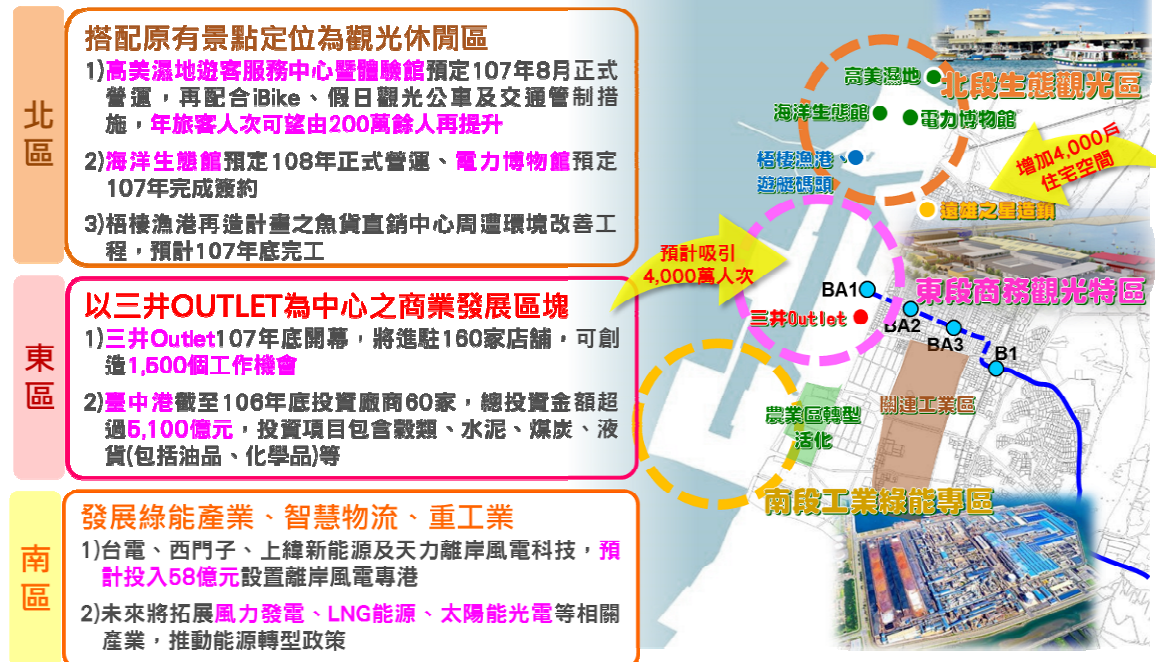 北區
搭配原有景點定位為觀光休閒區
1)高美濕地遊客服務中心暨體驗館預定107年8月正式
營運，再配合iBike、假日觀光公車及交通管制措
施，年旅客人次可望由200萬餘人再提升
2)海洋生態館預定108年正式營運、電力博物館預定
107年完成簽約
3)梧棲漁港再造計畫之魚貨直銷中心周遭環境改善工
程，預計107年底完工
東區
以三井OUTLET為中心之商業發展區塊
1)三井Outlet107年底開幕，將進駐160家店舖，可創
造1,500個工作機會
2)臺中港截至106年底投資廠商60家，總投資金額超
過5,100億元，投資項目包含穀類、水泥、煤炭、液
貨(包括油品、化學品)等
南區
發展綠能產業、智慧物流、重工業
1)台電、西門子、上緯新能源及天力離岸風電科技，預
計投入58億元設置離岸風電專港
2)未來將拓展風力發電、LNG能源、太陽能光電等相關
產業，推動能源轉型政策
高美濕地
北段生態觀光區
海洋生態館
電力博物館
梧棲漁港
遊艇碼頭
增加4,000戶
住宅空間
遠雄之星造鎮
預計吸引
4,000萬人次
東段商務觀光特區
BA1
三井Outlet
BA2
BA3
B1
農業區轉型
活化
關連工業區
南段工業綠能專區